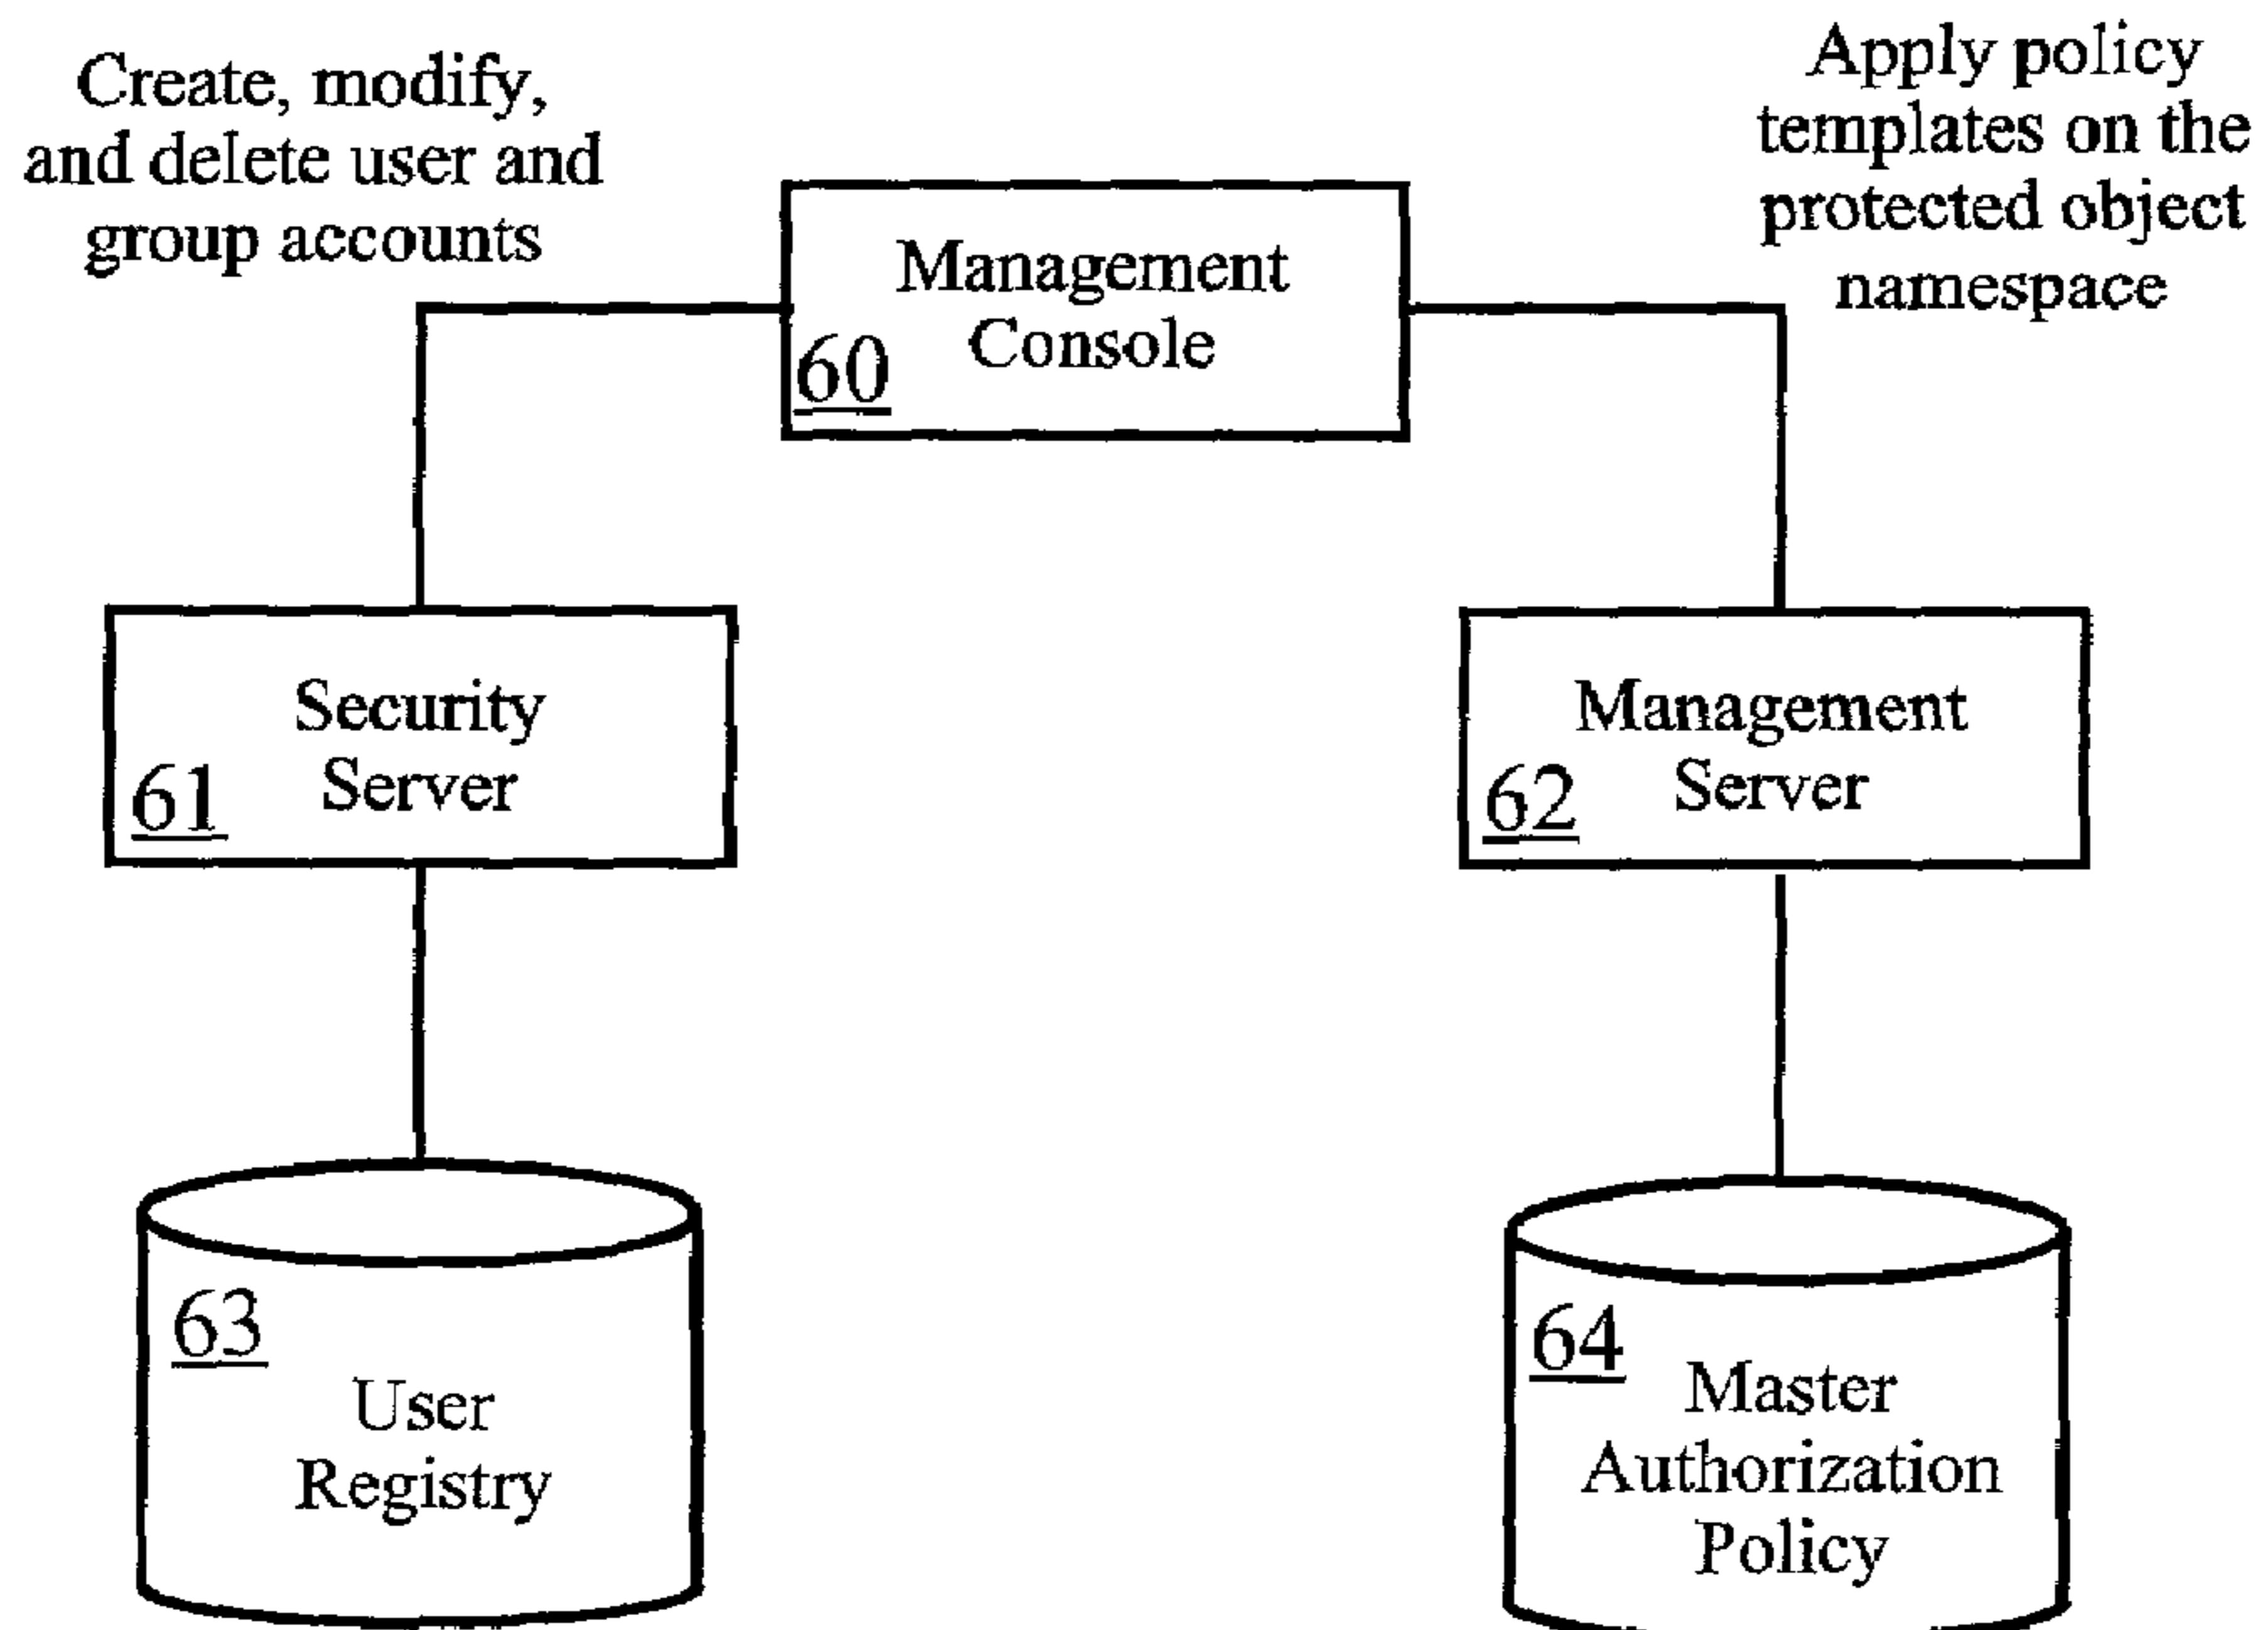 Create, modify,
and delete user and
group accounts
Apply policy
templates on the
protected object
namespace
Management
Console
60
Security
Server
61
Management
Server
62
63
User
Registry
64
Master
Authorization
Policy